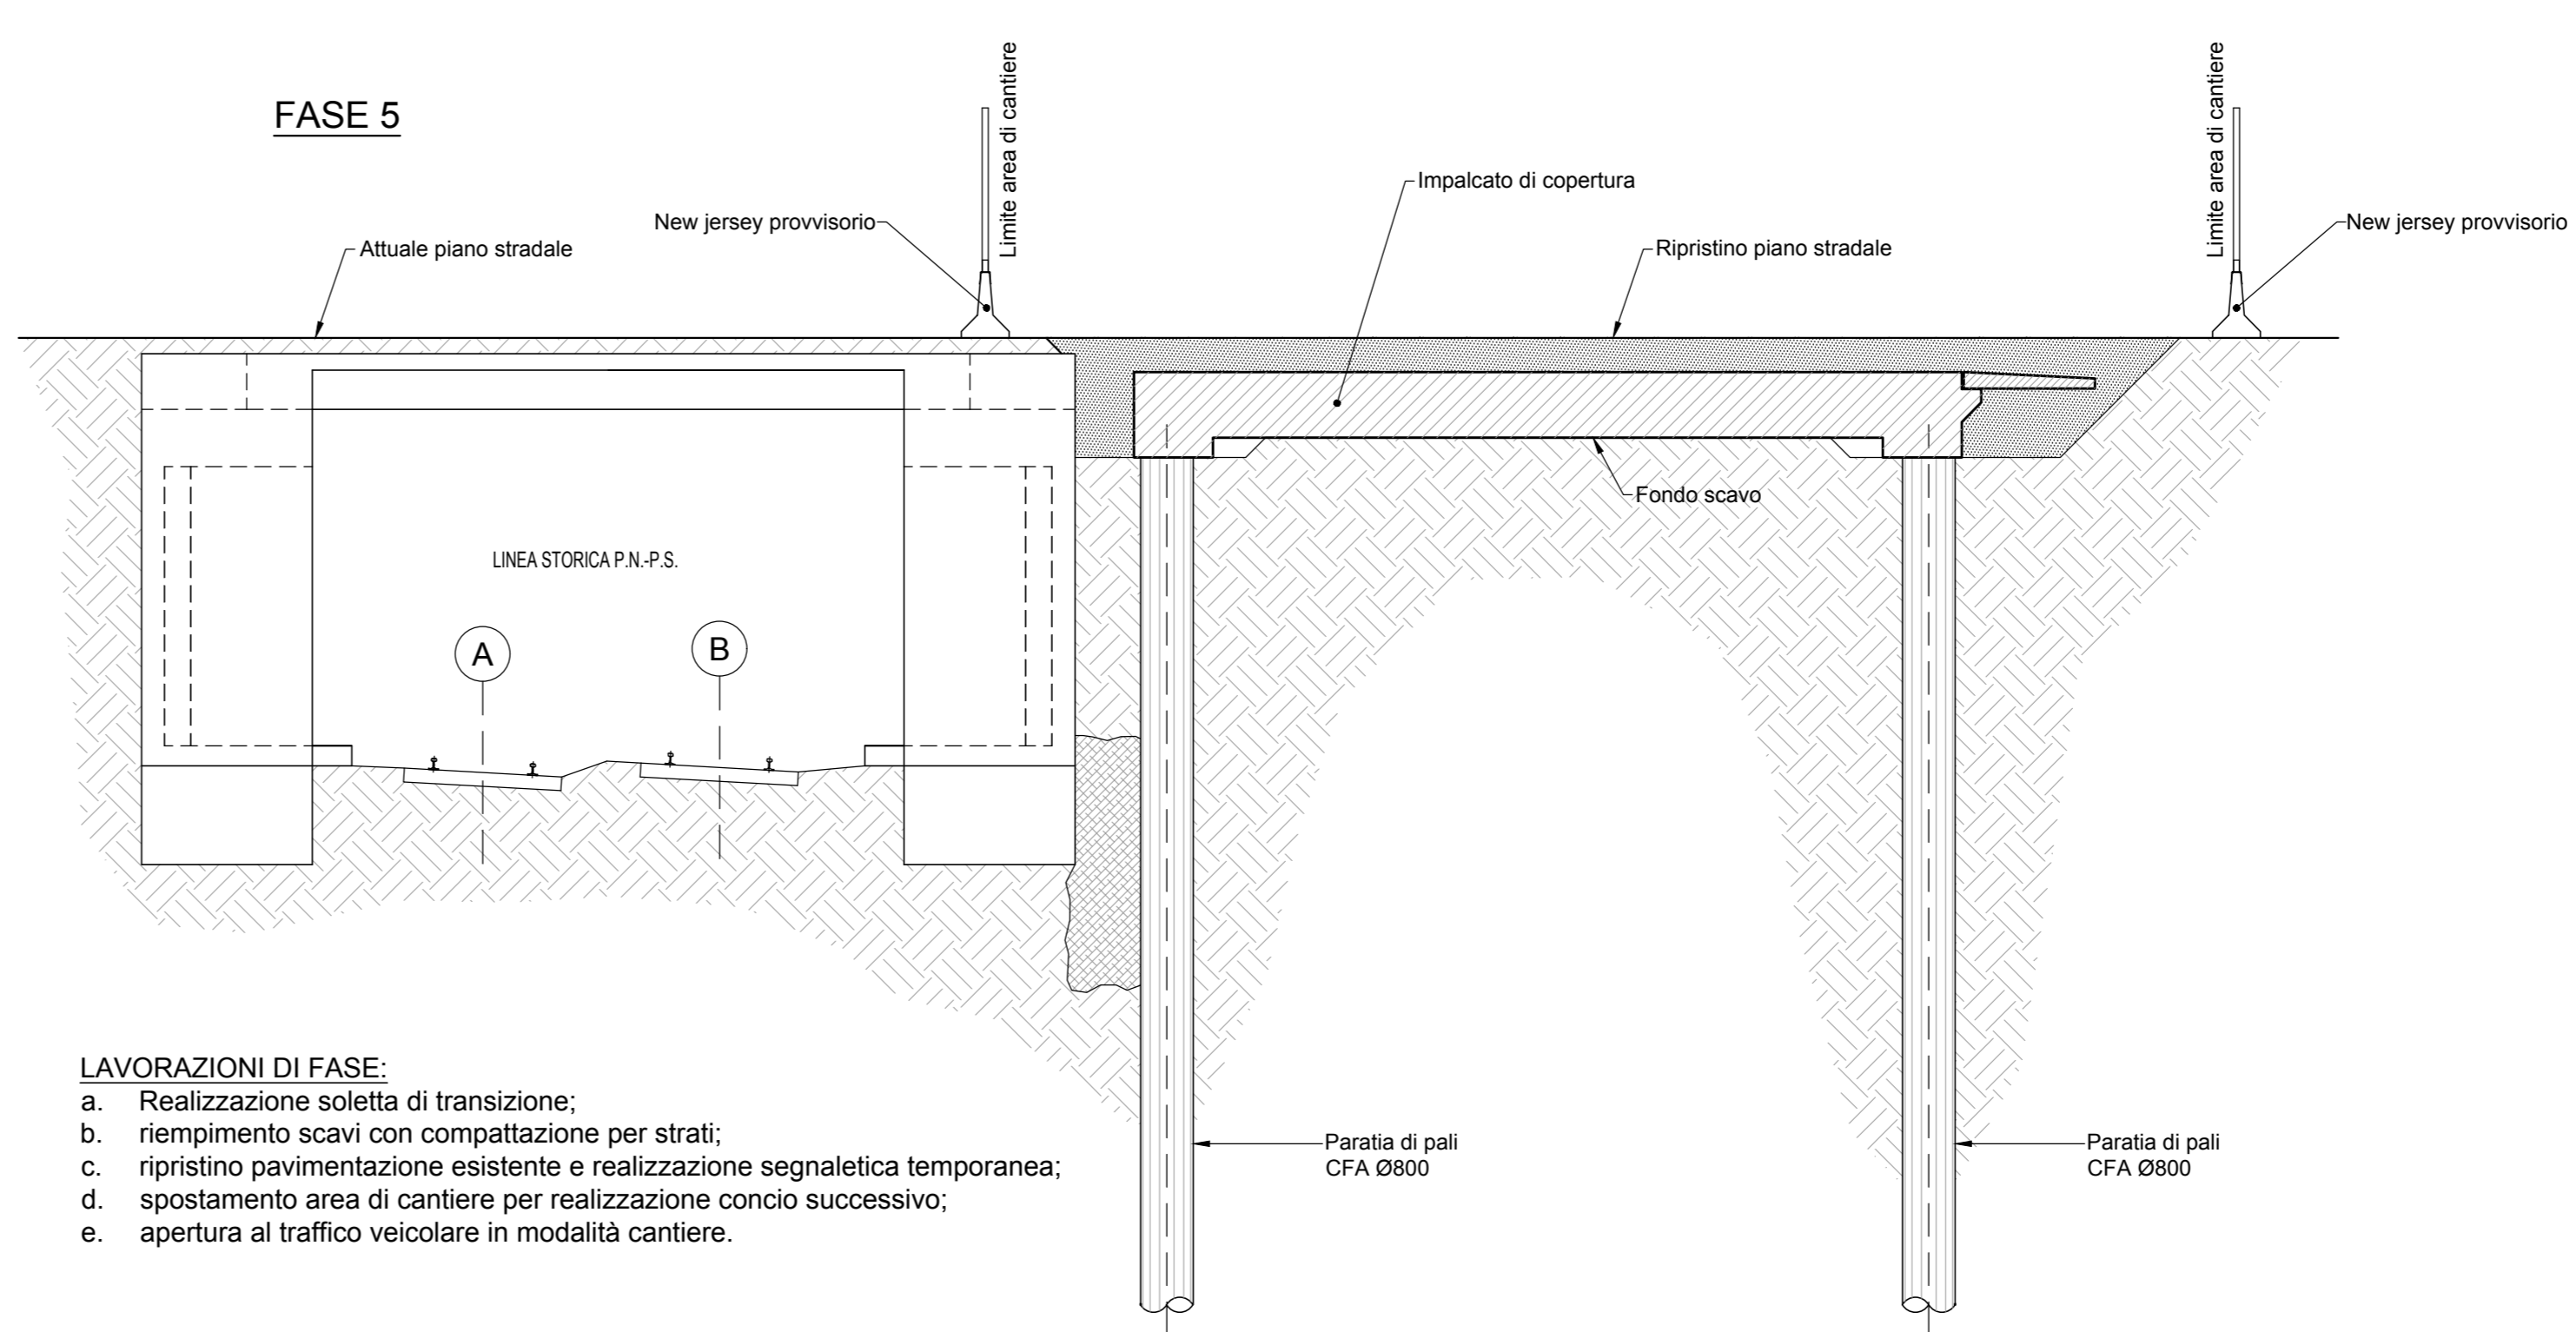 FASE 5
Limite area di cantiere
Limite area di cantiere
Impalcato di copertura
New jersey provvisorio
New jersey provvisorio
Attuale piano stradale
Ripristino piano stradale
Fondo scavo
LINEA STORICA P.N.-P.S.
A
B
LAVORAZIONI DI FASE:
a. Realizzazione soletta di transizione;
b. riempimento scavi con compattazione per strati;
c. ripristino pavimentazione esistente e realizzazione segnaletica temporanea;
d. spostamento area di cantiere per realizzazione concio successivo;
e. apertura al traffico veicolare in modalità cantiere.
Paratia di pali
CFA Ø800
Paratia di pali
CFA Ø800